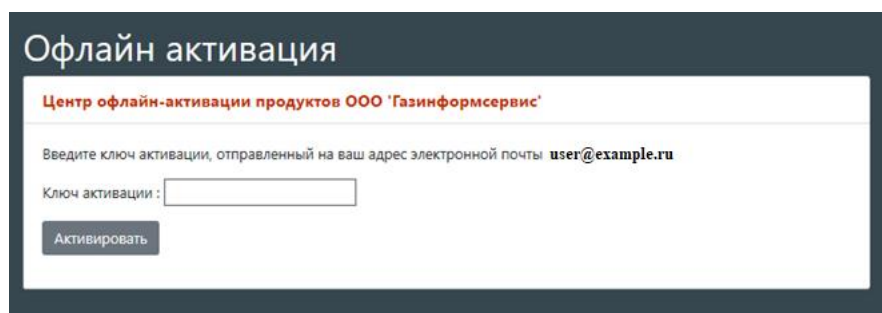 Офлайн активация
Центр офлайн-активации продуктов ООО 'Газинформсервис'
Введите ключ активации, отправленный на ваш адрес электронной почты user@example.ru
Ключ активации :
Активировать